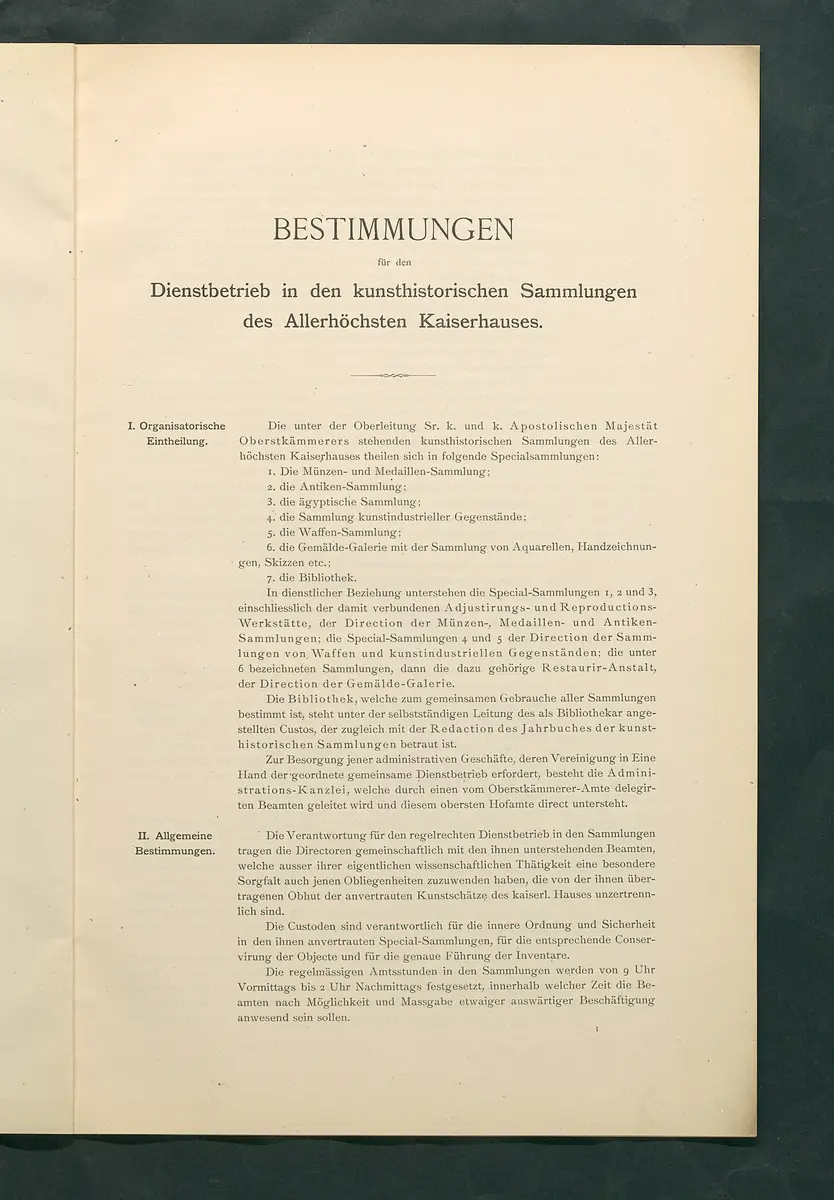 BESTIMMUNGEN
für den
Dienstbetrieb in den kunsthistorischen Sammlungen
des Allerhöchsten Kaiserhauses.
I. Organisatorische
Eintheilung.
Die unter der Oberleitung Sr. k. und k. Apostolischen Majestät
Oberstkämmerers stehenden kunsthistorischen Sammlungen des Aller-
höchsten Kaiserhauses theilen sich in folgende Specialsammlungen:
1. Die Münzen- und Medaillen-Sammlung;
2. die Antiken-Sammlung;
3. die ägyptische Sammlung;
4. die Sammlung kunstindustrieller Gegenstände;
5. die Waffen-Sammlung;
6. die Gemälde-Galerie mit der Sammlung von Aquarellen, Handzeichnun-
gen, Skizzen etc.;
7. die Bibliothek.
In dienstlicher Beziehung unterstehen die Special-Sammlungen 1, 2 und 3,
einschliesslich der damit verbundenen Adjustirungs- und Reproductions-
Werkstätte, der Direction der Münzen-, Medaillen- und Antiken-
Sammlungen; die Special-Sammlungen 4 und 5 der Direction der Samm-
lungen von Waffen und kunstindustriellen Gegenständen; die unter
6 bezeichneten Sammlungen, dann die dazu gehörige Restaurir-Anstalt,
der Direction der Gemälde-Galerie.
Die Bibliothek, welche zum gemeinsamen Gebrauche aller Sammlungen
bestimmt ist, steht unter der selbstständigen Leitung des als Bibliothekar ange-
stellten Custos, der zugleich mit der Redaction des Jahrbuches der kunst-
historischen Sammlungen betraut ist.
Zur Besorgung jener administrativen Geschäfte, deren Vereinigung in Eine
Hand der geordnete gemeinsame Dienstbetrieb erfordert, besteht die Admini-
strations-Kanzlei, welche durch einen vom Oberstkämmerer-Amte delegir-
ten Beamten geleitet wird und diesem obersten Hofamte direct untersteht.
II. Allgemeine
Bestimmungen.
Die Verantwortung für den regelrechten Dienstbetrieb in den Sammlungen
tragen die Directoren gemeinschaftlich mit den ihnen unterstehenden Beamten,
welche ausser ihrer eigentlichen wissenschaftlichen Thätigkeit eine besondere
Sorgfalt auch jenen Obliegenheiten zuzuwenden haben, die von der ihnen über-
tragenen Obhut der anvertrauten Kunstschätze des kaiserl. Hauses unzertrenn-
lich sind.
Die Custoden sind verantwortlich für die innere Ordnung und Sicherheit
in den ihnen anvertrauten Special-Sammlungen, für die entsprechende Conser-
virung der Objecte und für die genaue Führung der Inventare.
Die regelmässigen Amtsstunden in den Sammlungen werden von 9 Uhr
Vormittags bis 2 Uhr Nachmittags festgesetzt, innerhalb welcher Zeit die Be-
amten nach Möglichkeit und Massgabe etwaiger auswärtiger Beschäftigung
anwesend sein sollen.
1